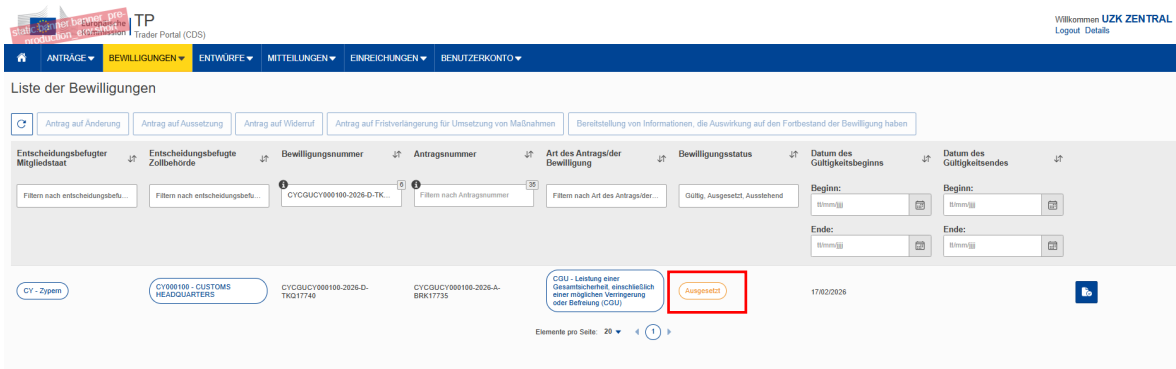 Europäische
Kommission
TP
Trader Portal (CDS)
Willkommen UZK ZENTRAL
Logout Details
ANTRÄGE
BEWILLIGUNGEN
ENTWÜRFE
MITTEILUNGEN
EINREICHUNGEN
BENUTZERKONTO
Liste der Bewilligungen
Antrag auf Änderung
Antrag auf Aussetzung
Antrag auf Widerruf
Antrag auf Fristverlängerung für Umsetzung von Maßnahmen
Bereitstellung von Informationen, die Auswirkung auf den Fortbestand der Bewilligung haben
Entscheidungsbefugter
Mitgliedstaat
Entscheidungsbefugte
Zollbehörde
Bewilligungsnummer
Antragsnummer
Art des Antrags/der
Bewilligung
Bewilligungsstatus
Datum des
Gültigkeitsbeginns
Datum des
Gültigkeitsendes
Filtern nach entscheidungsbefu...
Filtern nach entscheidungsbefu...
6
CYCGUCY000100-2026-D-TK...
35
Filtern nach Antragsnummer
Filtern nach Art des Antrags/der...
Gültig, Ausgesetzt, Ausstehend
Beginn:
tt/mm/jjjj
Ende:
tt/mm/jjjj
Beginn:
tt/mm/jjjj
Ende:
tt/mm/jjjj
CY - Zypern
CY000100 - CUSTOMS
HEADQUARTERS
CYCGUCY000100-2026-D-
TKQ17740
CYCGUCY000100-2026-A-
BRK17735
CGU - Leistung einer
Gesamtsicherheit, einschließlich
einer möglichen Verringerung
oder Befreiung (CGU)
Ausgesetzt
17/02/2026
Elemente pro Seite: 20
1